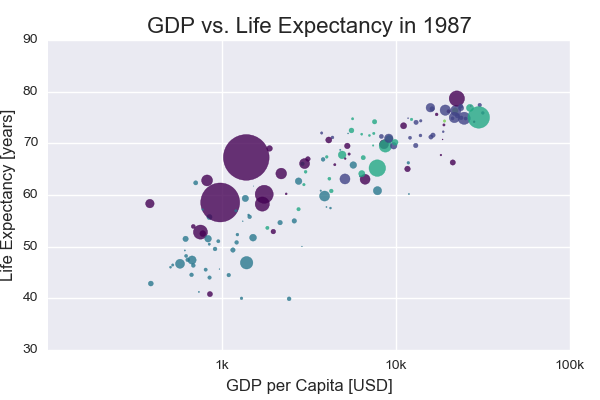 GDP vs. Life Expectancy in 1987
90
80
70
60
50
40
30
Life Expectancy [years]
1k
10k
100k
GDP per Capita [USD]